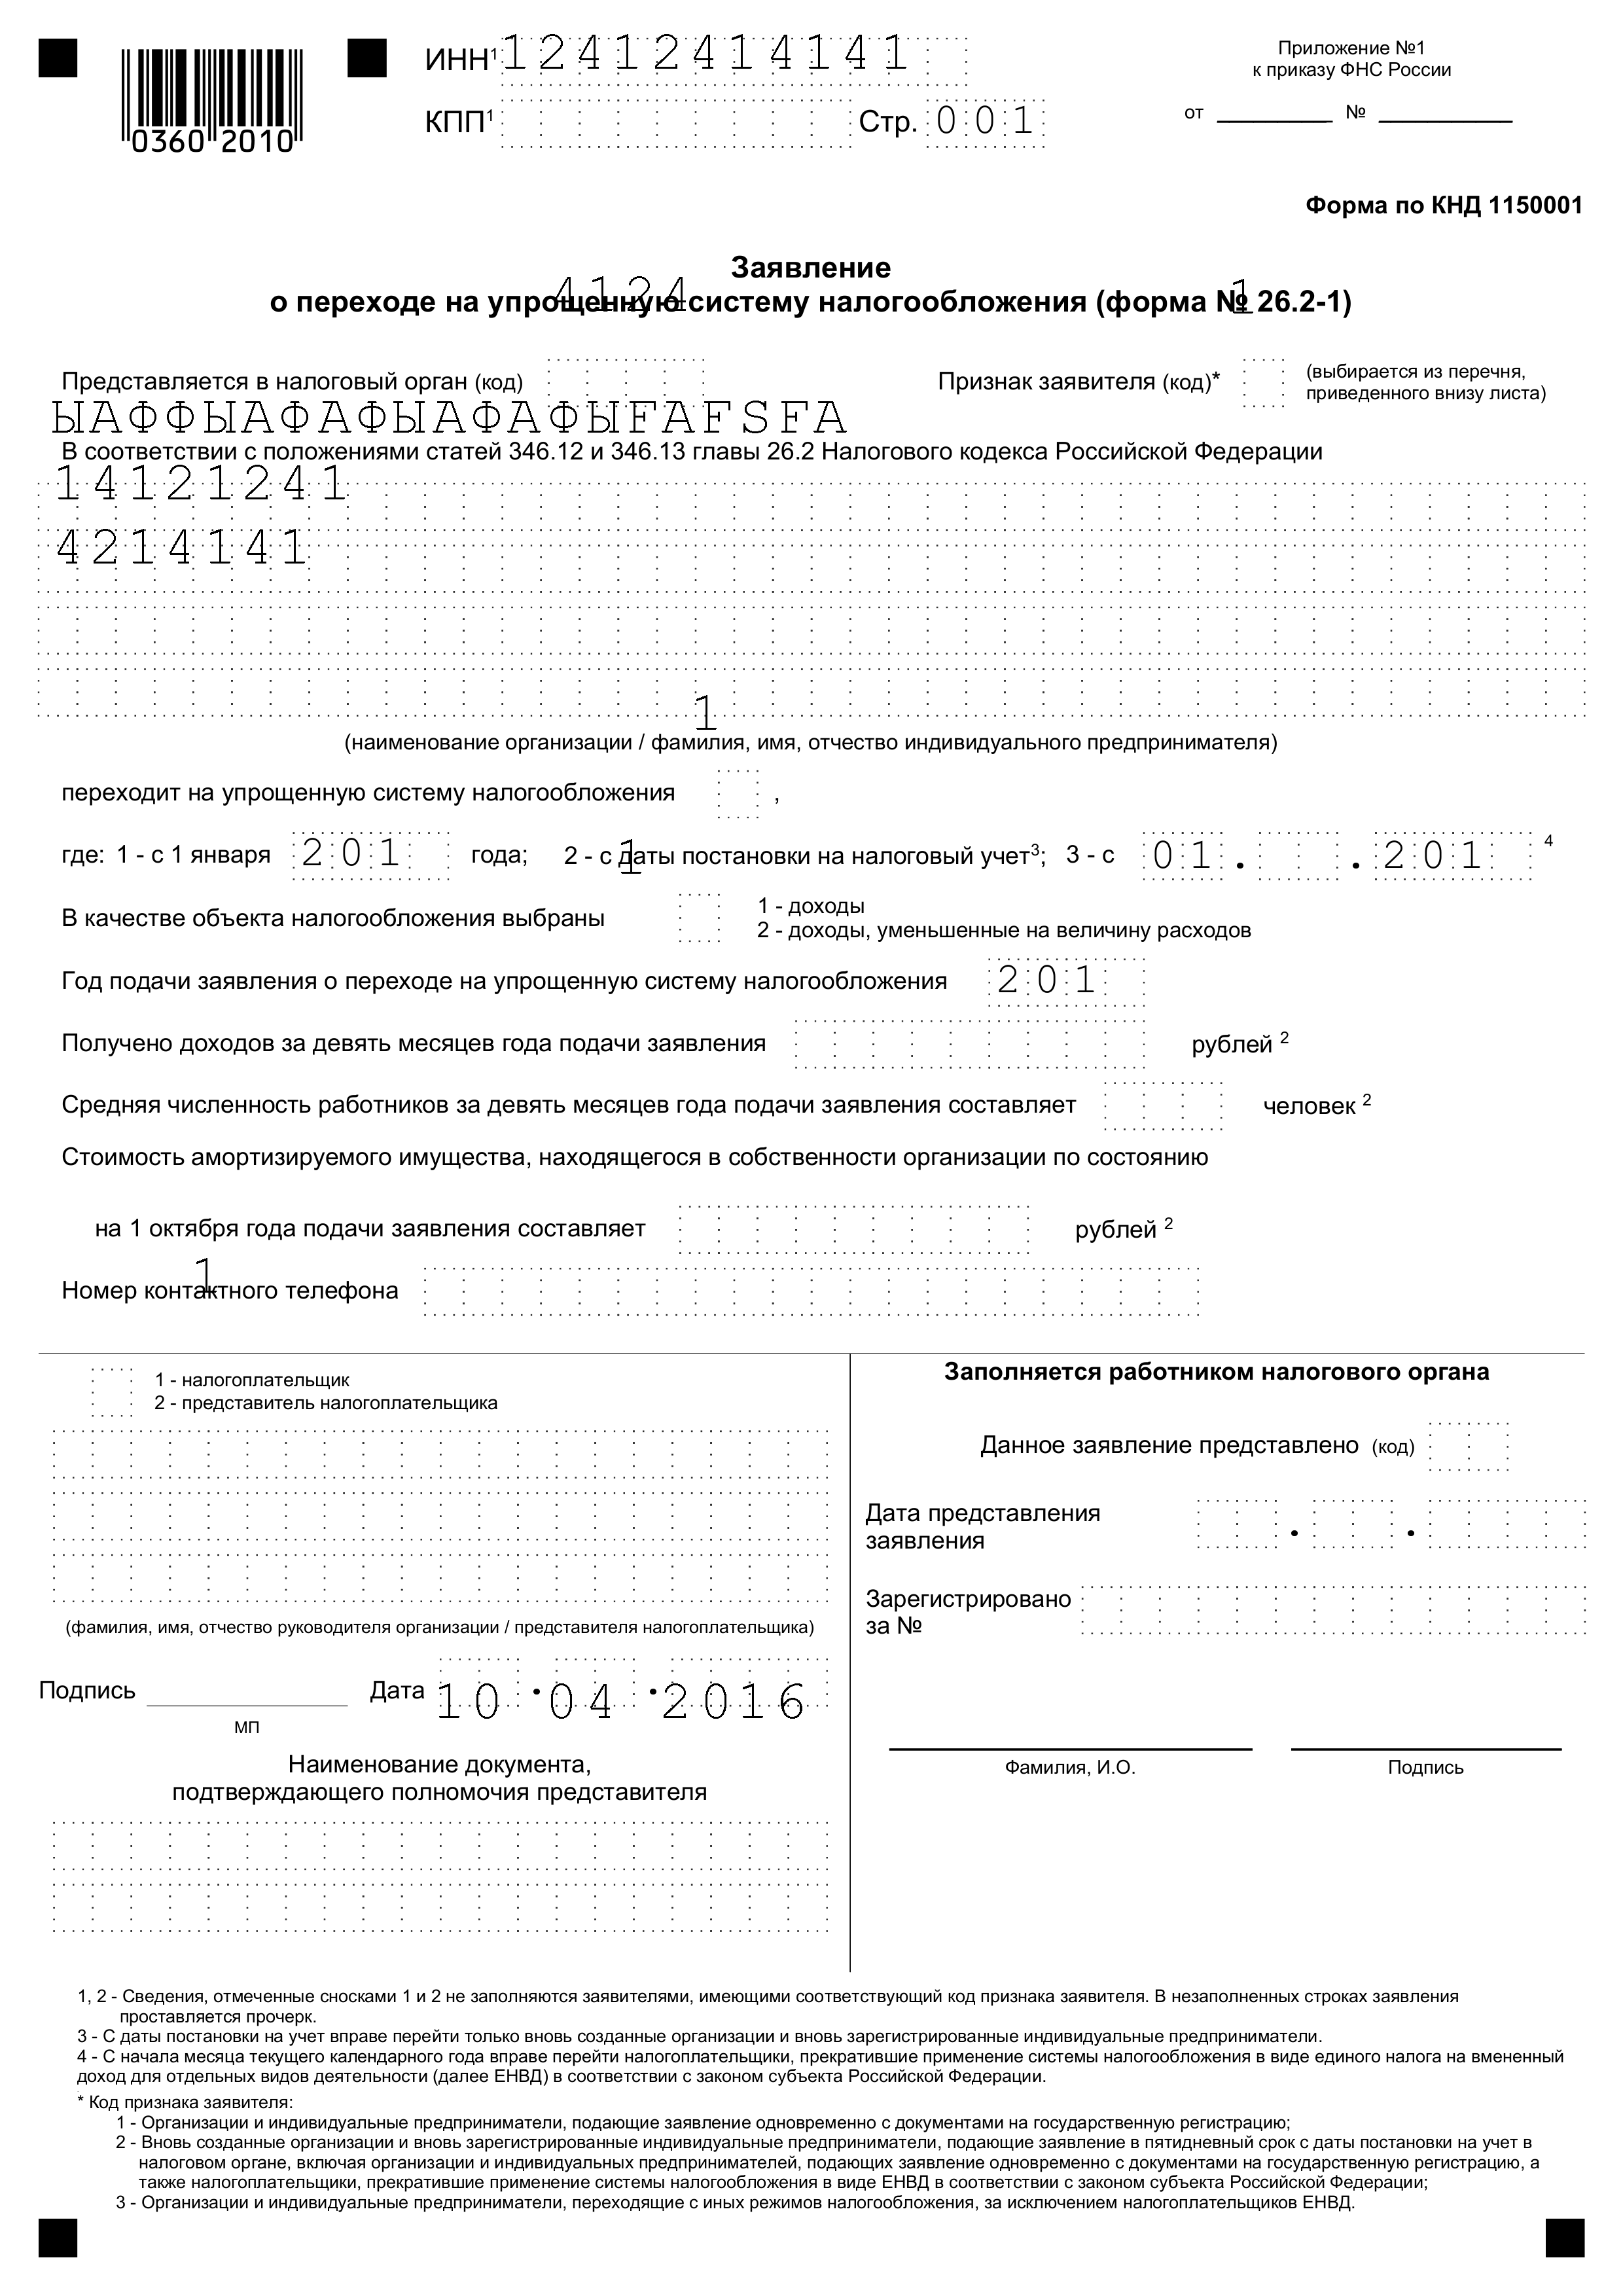 ИНН1 12412414141
Приложение №1
к приказу ФНС России
0360 2010
КПП1 Стр. 001
от №
Форма по КНД 1150001
Заявление
4124 1
о переходе на упрощенную систему налогообложения (форма № 26.2-1)
Представляется в налоговый орган (код) Признак заявителя (код)* (выбирается из перечня,
приведенного внизу листа)
ЫАФФЫАФАФЫАФАФЫFAFSFA
В соответствии с положениями статей 346.12 и 346.13 главы 26.2 Налогового кодекса Российской Федерации
14121241
4214141
1
(наименование организации / фамилия, имя, отчество индивидуального предпринимателя)
переходит на упрощенную систему налогообложения ,
где: 1 - с 1 января 201 года; 2 - с даты постановки на налоговый учет3; 3 - с 01. .201 4
1
В качестве объекта налогообложения выбраны
1 - доходы
2 - доходы, уменьшенные на величину расходов
Год подачи заявления о переходе на упрощенную систему налогообложения 201
Получено доходов за девять месяцев года подачи заявления рублей 2
Средняя численность работников за девять месяцев года подачи заявления составляет человек 2
Стоимость амортизируемого имущества, находящегося в собственности организации по состоянию
на 1 октября года подачи заявления составляет рублей 2
1
Номер контактного телефона
1 - налогоплательщик
2 - представитель налогоплательщика
(фамилия, имя, отчество руководителя организации / представителя налогоплательщика)
Подпись Дата 10.04.2016
МП
Наименование документа,
подтверждающего полномочия представителя
Заполняется работником налогового органа
Данное заявление представлено (код)
Дата представления
заявления . .
Зарегистрировано
за №
Фамилия, И.О. Подпись
1, 2 - Сведения, отмеченные сносками 1 и 2 не заполняются заявителями, имеющими соответствующий код признака заявителя. В незаполненных строках заявления
проставляется прочерк.
3 - С даты постановки на учет вправе перейти только вновь созданные организации и вновь зарегистрированные индивидуальные предприниматели.
4 - С начала месяца текущего календарного года вправе перейти налогоплательщики, прекратившие применение системы налогообложения в виде единого налога на вмененный
доход для отдельных видов деятельности (далее ЕНВД) в соответствии с законом субъекта Российской Федерации.
* Код признака заявителя:
1 - Организации и индивидуальные предприниматели, подающие заявление одновременно с документами на государственную регистрацию;
2 - Вновь созданные организации и вновь зарегистрированные индивидуальные предприниматели, подающие заявление в пятидневный срок с даты постановки на учет в
налоговом органе, включая организации и индивидуальных предпринимателей, подающих заявление одновременно с документами на государственную регистрацию, а
также налогоплательщики, прекратившие применение системы налогообложения в виде ЕНВД в соответствии с законом субъекта Российской Федерации;
3 - Организации и индивидуальные предприниматели, переходящие с иных режимов налогообложения, за исключением налогоплательщиков ЕНВД.